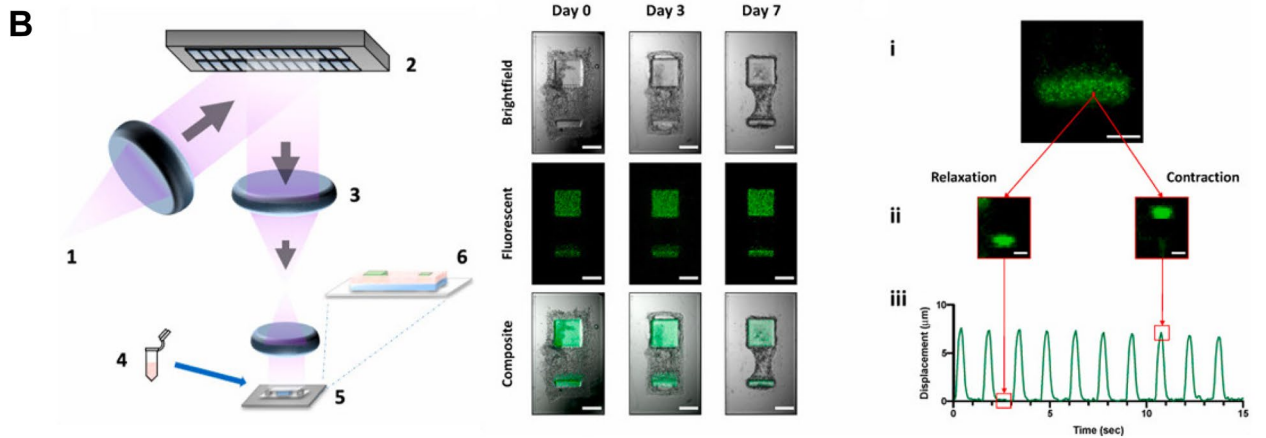 B
1
2
3
4
5
6
Day 0 Day 3 Day 7
Brightfield
Fluorescent
Composite
i
Relaxation Contraction
ii
iii
Displacement (μm)
10
5
0
0 5 10 15
Time (sec)